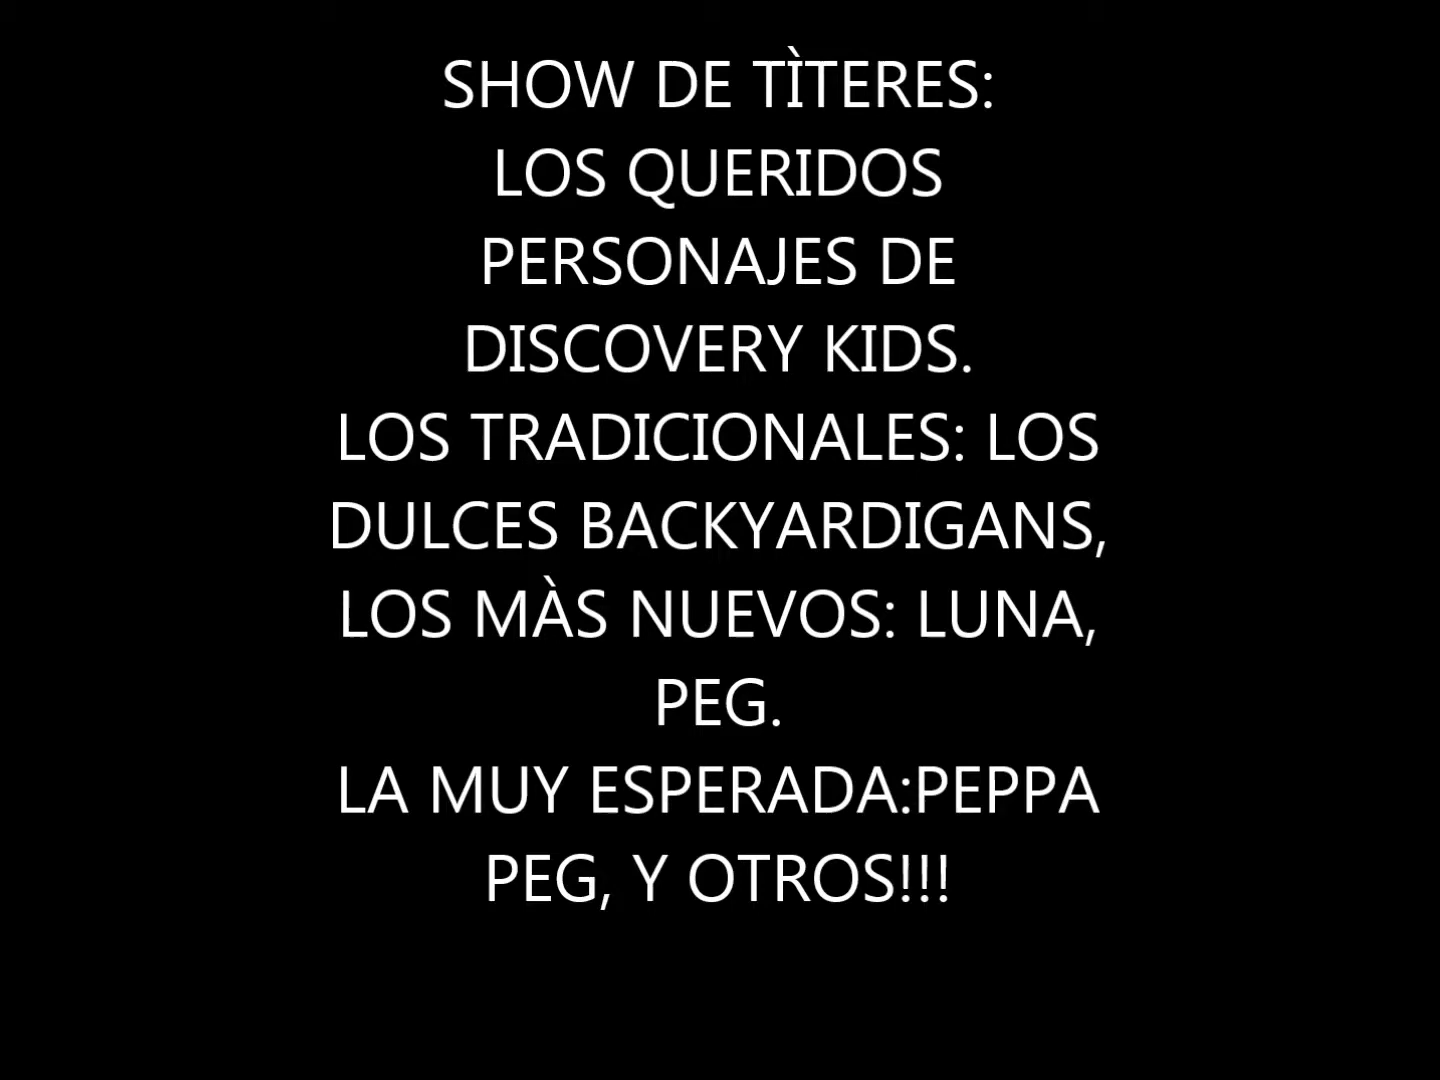 SHOW DE TÌTERES:
LOS QUERIDOS
PERSONAJES DE
DISCOVERY KIDS.
LOS TRADICIONALES: LOS
DULCES BACKYARDIGANS,
LOS MÀS NUEVOS: LUNA,
PEG.
LA MUY ESPERADA:PEPPA
PEG, Y OTROS!!!